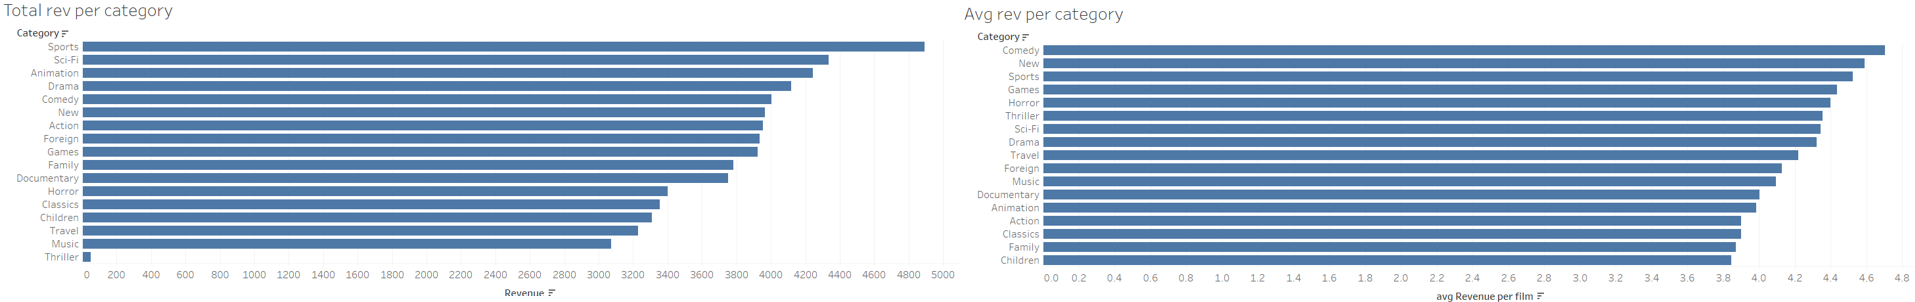 Total rev per category
Category
Sports
Sci-Fi
Animation
Drama
Comedy
New
Action
Foreign
Games
Family
Documentary
Horror
Classics
Children
Travel
Music
Thriller
0 200 400 600 800 1000 1200 1400 1600 1800 2000 2200 2400 2600 2800 3000 3200 3400 3600 3800 4000 4200 4400 4600 4800 5000
Revenue
Avg rev per category
Category
Comedy
New
Sports
Games
Horror
Thriller
Sci-Fi
Drama
Travel
Foreign
Music
Documentary
Animation
Action
Classics
Family
Children
0.0 0.2 0.4 0.6 0.8 1.0 1.2 1.4 1.6 1.8 2.0 2.2 2.4 2.6 2.8 3.0 3.2 3.4 3.6 3.8 4.0 4.2 4.4 4.6 4.8
avg Revenue per film